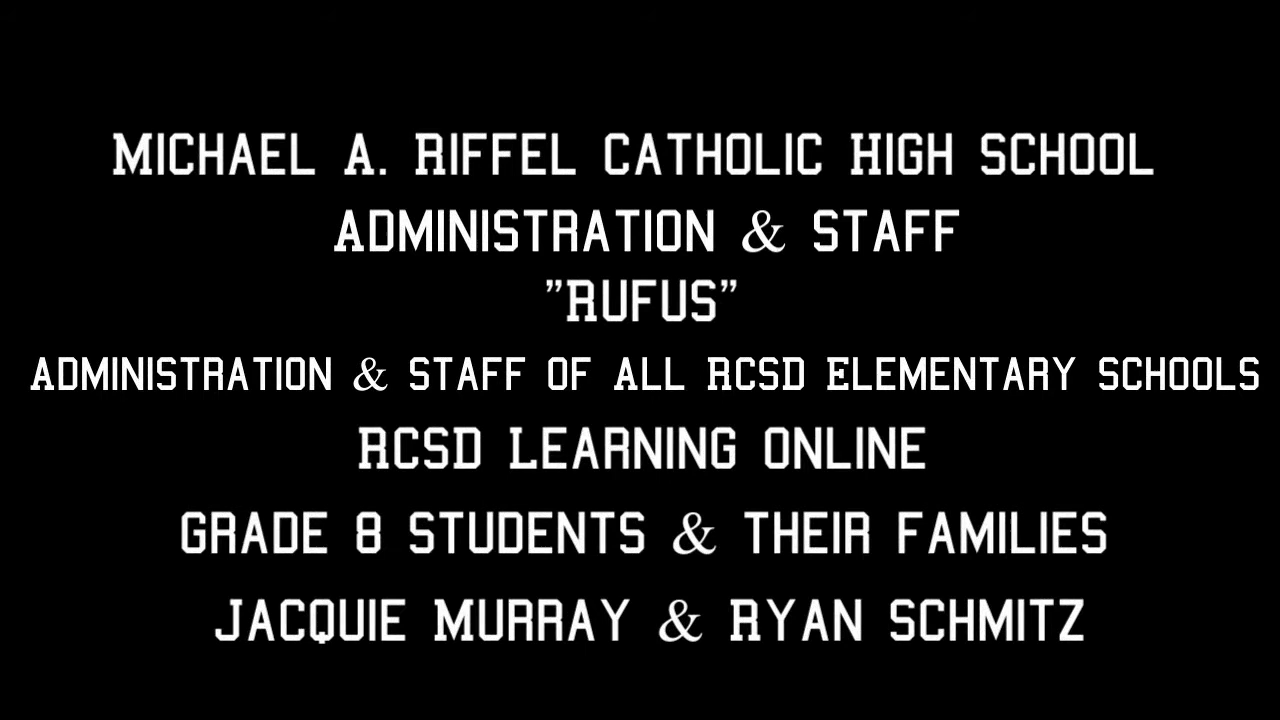 Michael A. Riffel Catholic High School
Administration & Staff
"Rufus"
Administration & Staff of All RCSD Elementary Schools
RCSD Learning Online
Grade 8 Students & Their Families
Jacquie Murray & Ryan Schmitz